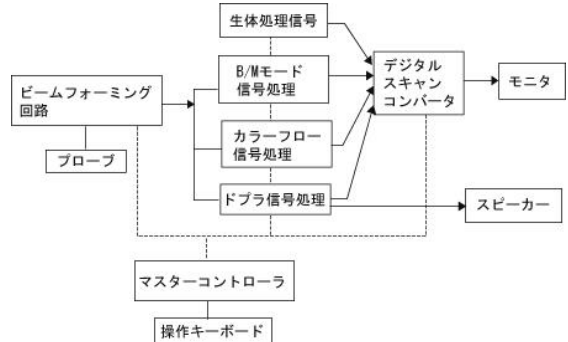 生体処理信号
B/Mモード
信号処理
デジタル
スキャン
コンバータ
モニタ
ビームフォーミング
回路
カラーフロー
信号処理
プローブ
ドプラ信号処理
スピーカー
マスターコントローラ
操作キーボード